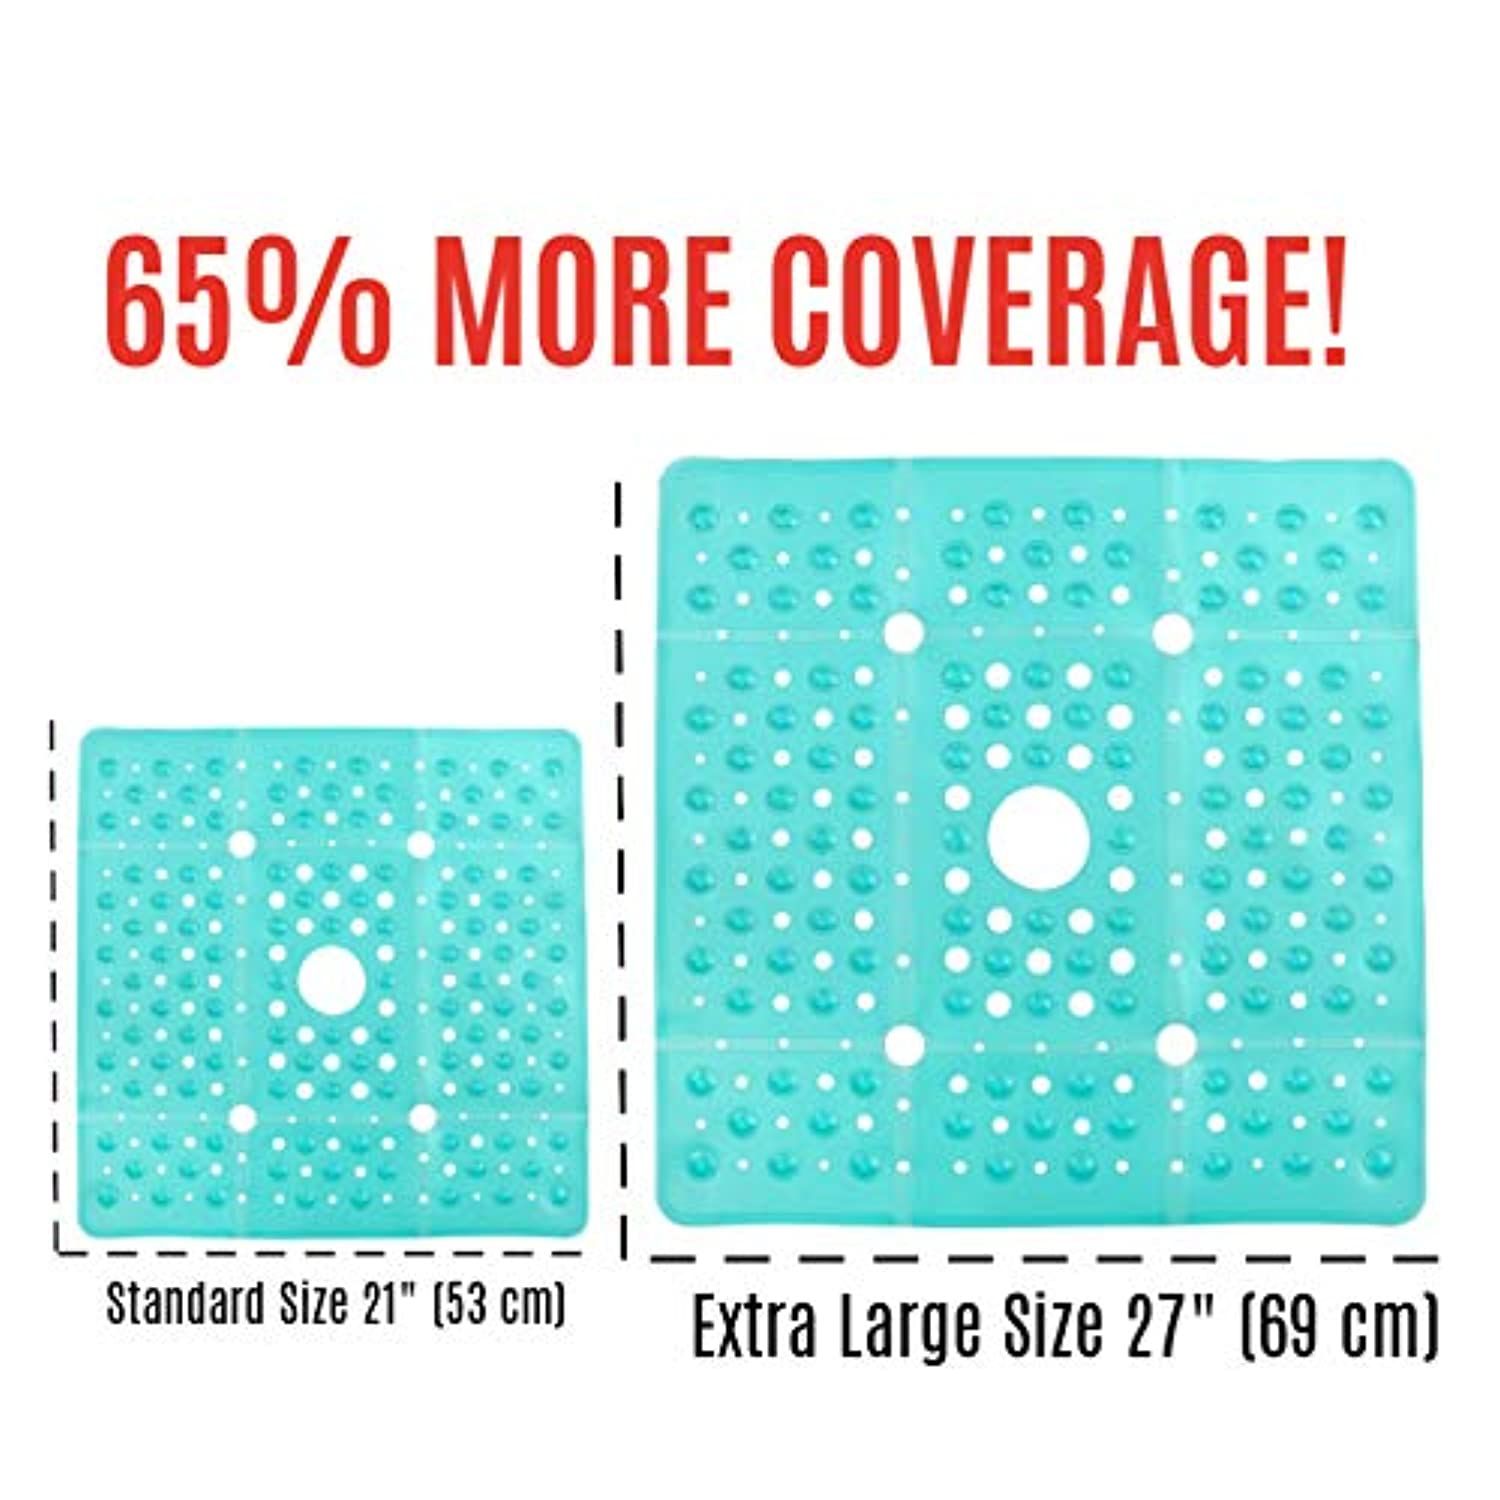 65% MORE COVERAGE!
Standard Size 21" (53 cm)
Extra Large Size 27" (69 cm)